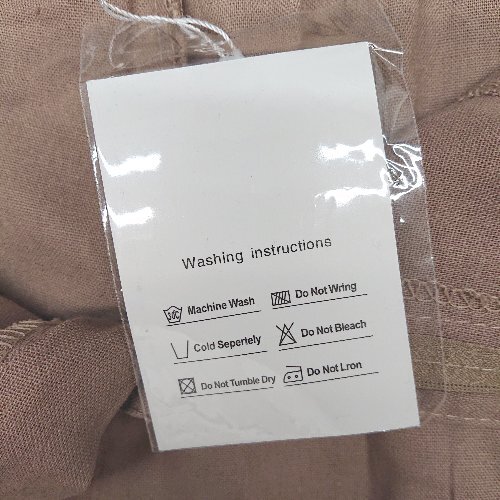 Washing instructions
30C Machine Wash
Do Not Wring
Cold Sepertely
Do Not Bleach
Do Not Tumble Dry
Do Not Lron